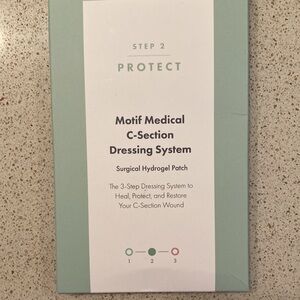 STEP 2
PROTECT
Motif Medical
C-Section
Dressing System
Surgical Hydrogel Patch
The 3-Step Dressing System to
Heal, Protect, and Restore
Your C-Section Wound
1 2 3